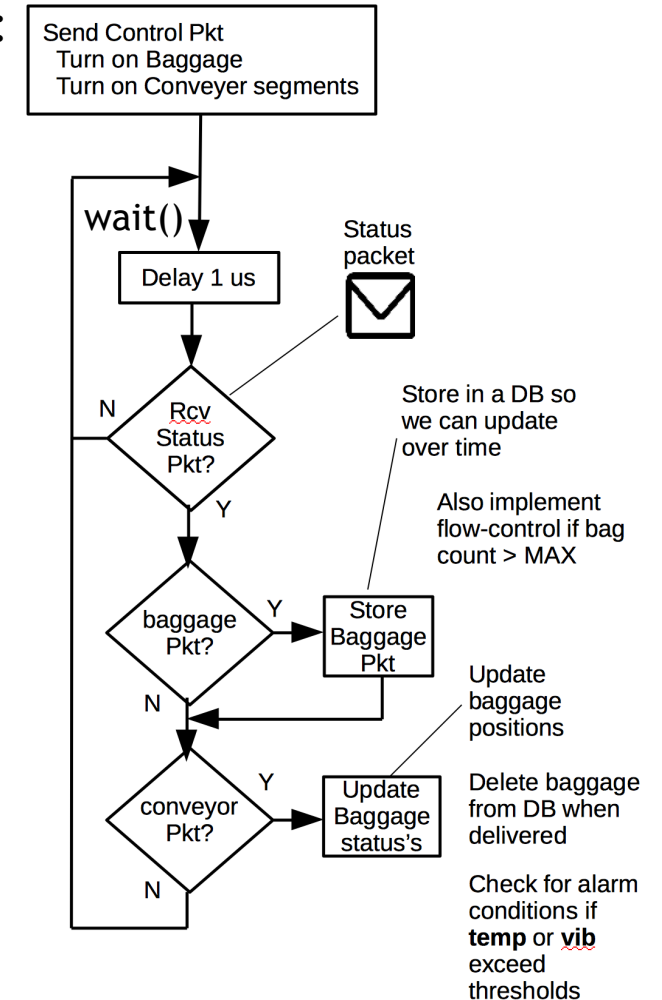 :
Send Control Pkt
Turn on Baggage
Turn on Conveyer segments
wait()
Delay 1 us
Status
packet
N
Rcv
Status
Pkt?
Y
Store in a DB so
we can update
over time
Also implement
flow-control if bag
count > MAX
baggage
Pkt?
Y
Store
Baggage
Pkt
N
Update
baggage
positions
conveyor
Pkt?
Y
Update
Baggage
status's
N
Delete baggage
from DB when
delivered
Check for alarm
conditions if
temp or vib
exceed
thresholds